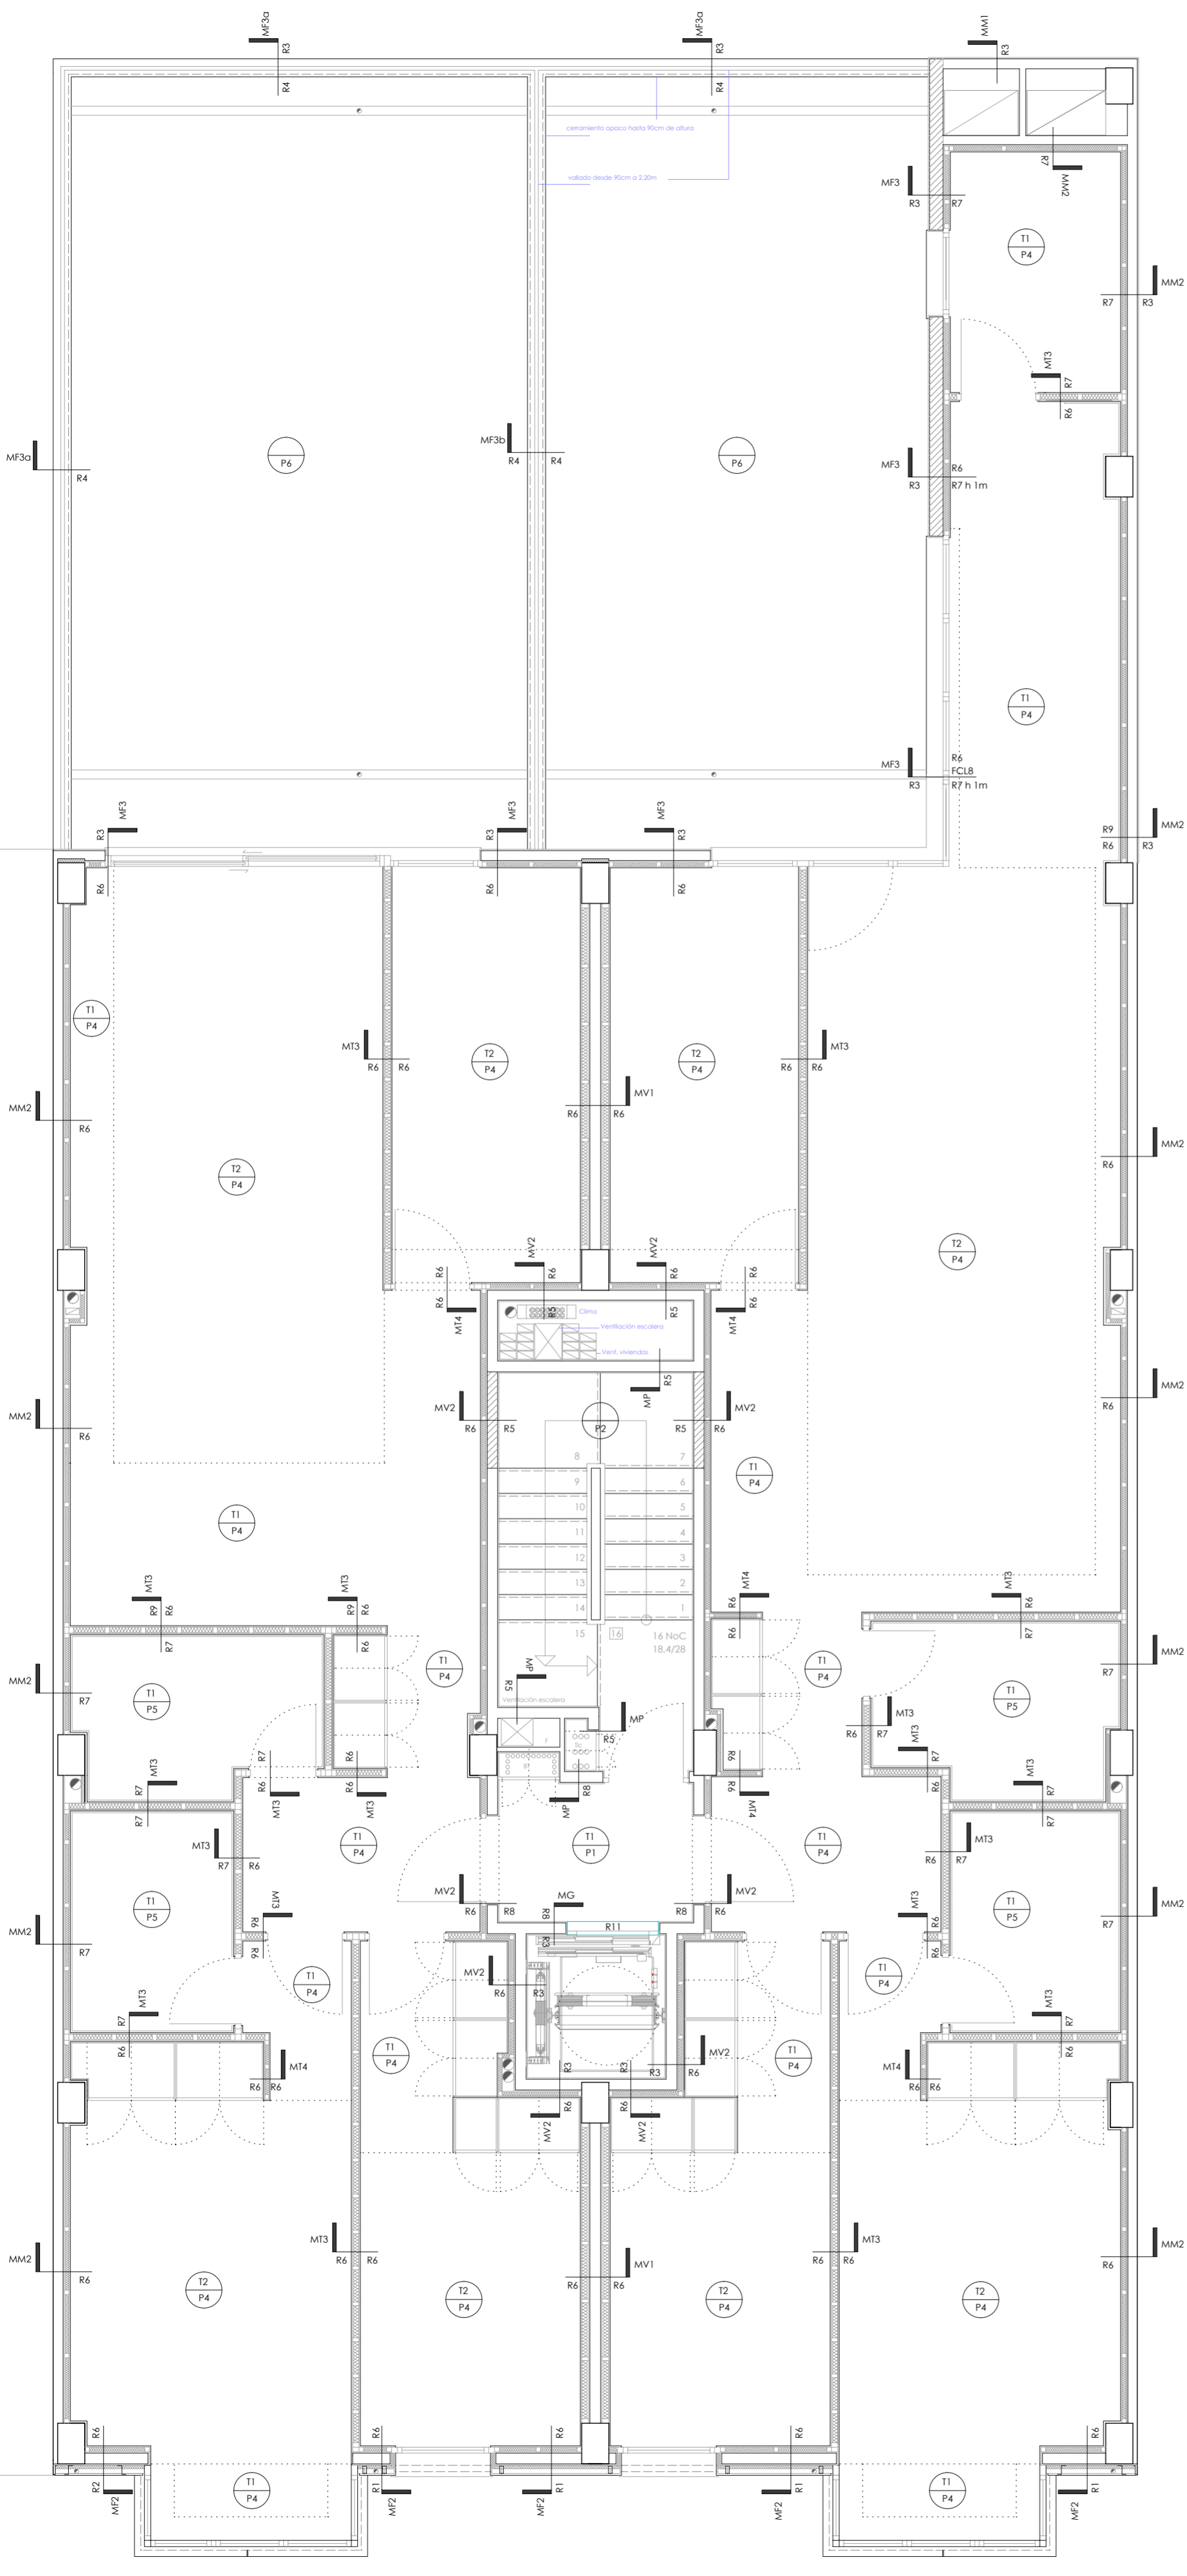 MF3a
R3
R4
MF3a
R3
R4
MM1
R3
cerramiento opaco hasta 90cm de altura
vallado desde 90cm a 2.20m
R7
MM2
MF3
R3
R7
T1
P4
R7
R3
MM2
MT3
R7
R6
MF3a
R4
P6
MF3b
R4
R4
P6
MF3
R3
R6
R7 h 1m
T1
P4
MF3
R3
R6
FCL8
R7 h 1m
MF3
R3
R6
MF3
R3
R6
MF3
R3
R6
R9
R6
R3
MM2
T1
P4
MT3
R6
R6
T2
P4
T2
P4
MT3
R6
R6
MM2
R6
MV1
R6
R6
MM2
R6
T2
P4
T2
P4
R6
R6
MT4
MV2
R6
R5
MV2
R6
R5
R6
R6
MT4
Clima
Ventilación escalera
Vent. viviendas
MP
R5
MM2
R6
MV2
R6
R5
P2
R5
R6
MV2
MM2
R6
T1
P4
T1
P4
8
7
9
6
10
5
11
4
12
3
13
2
14
1
15
16
16 NoC
18,4/28
MT3
R9
R6
R7
MT3
R9
R6
R6
MT4
R6
R6
MT3
R6
R7
T1
P4
T1
P4
MM2
R7
T1
P5
MP
R5
Ventilación escalera
F
Tlc
MP
R5
R8
MP
MM2
R7
T1
P5
MT3
R6
R7
MT3
R7
R7
R7
R6
MT3
R6
R6
MT3
R6
R6
MT4
MT3
R7
R6
MT3
R7
R7
MT3
R7
R6
T1
P4
T1
P1
T1
P4
MT3
R6
R7
T1
P5
T1
P5
MM2
R7
MT3
R6
R6
MV2
R6
R8
MG
R8
R3
R11
MV2
R8
R6
MT3
R6
R6
MM2
R7
T1
P4
MV2
R6
R3
T1
P4
MT3
R7
R6
MT3
R7
R6
T1
P4
T1
P4
MT4
R6
R6
R3
R6
MV2
R3
R6
MV2
MV2
R3
R6
MT4
R6
R6
MM2
R6
MT3
R6
R6
MV1
R6
R6
MT3
R6
R6
MM2
R6
T2
P4
T2
P4
T2
P4
T2
P4
R6
R2
MF2
R6
R1
MF2
R6
R1
MF2
R6
R1
MF2
R6
R1
MF2
T1
P4
T1
P4